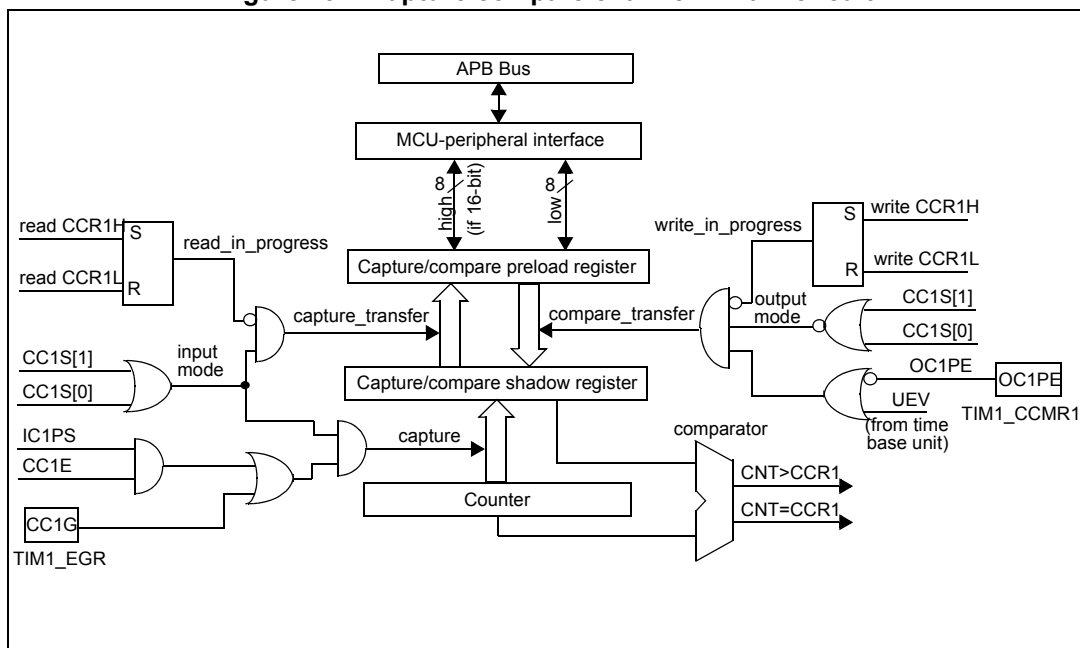 APB Bus
MCU-peripheral interface
8
high
(if 16-bit)
8
low
read CCR1H
S
read_in_progress
read CCR1L
R
write_in_progress
S
write CCR1H
R
write CCR1L
Capture/compare preload register
capture_transfer
compare_transfer
output
mode
CC1S[1]
CC1S[0]
CC1S[1]
CC1S[0]
input
mode
Capture/compare shadow register
OC1PE
OC1PE
UEV
TIM1_CCMR1
(from time
base unit)
IC1PS
CC1E
capture
comparator
Counter
CNT>CCR1
CNT=CCR1
CC1G
TIM1_EGR